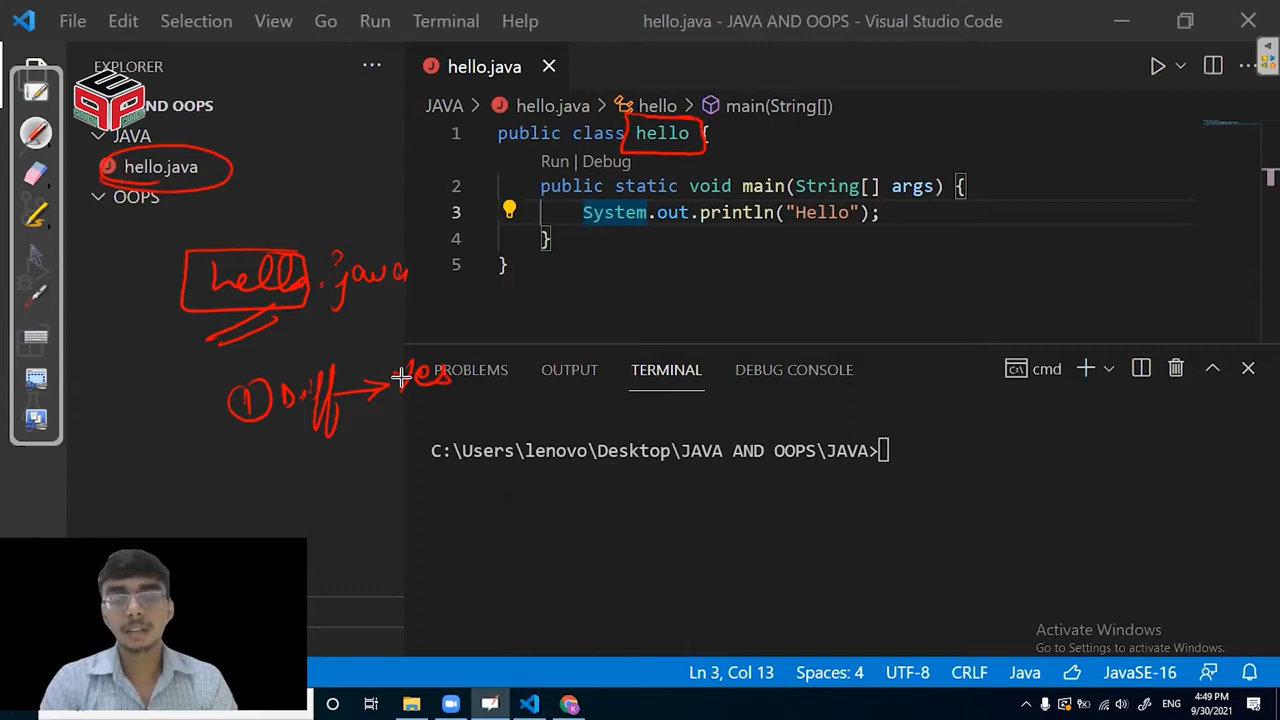 File Edit Selection View Go Run Terminal Help hello.java - JAVA AND OOPS - Visual Studio Code
EXPLORER
AND OOPS
JAVA
hello.java
OOPS
hello.java
JAVA > hello.java > hello > main(String[])
1 public class hello {
Run | Debug
2 public static void main(String[] args) {
3 System.out.println("Hello");
4 }
5 }
hello.java
① Diff → Yes
PROBLEMS OUTPUT TERMINAL DEBUG CONSOLE
cmd
C:\Users\lenovo\Desktop\JAVA AND OOPS\JAVA>
Activate Windows
Go to Settings to activate Windows.
Ln 3, Col 13 Spaces: 4 UTF-8 CRLF Java JavaSE-16
ENG
4:49 PM
9/30/2021